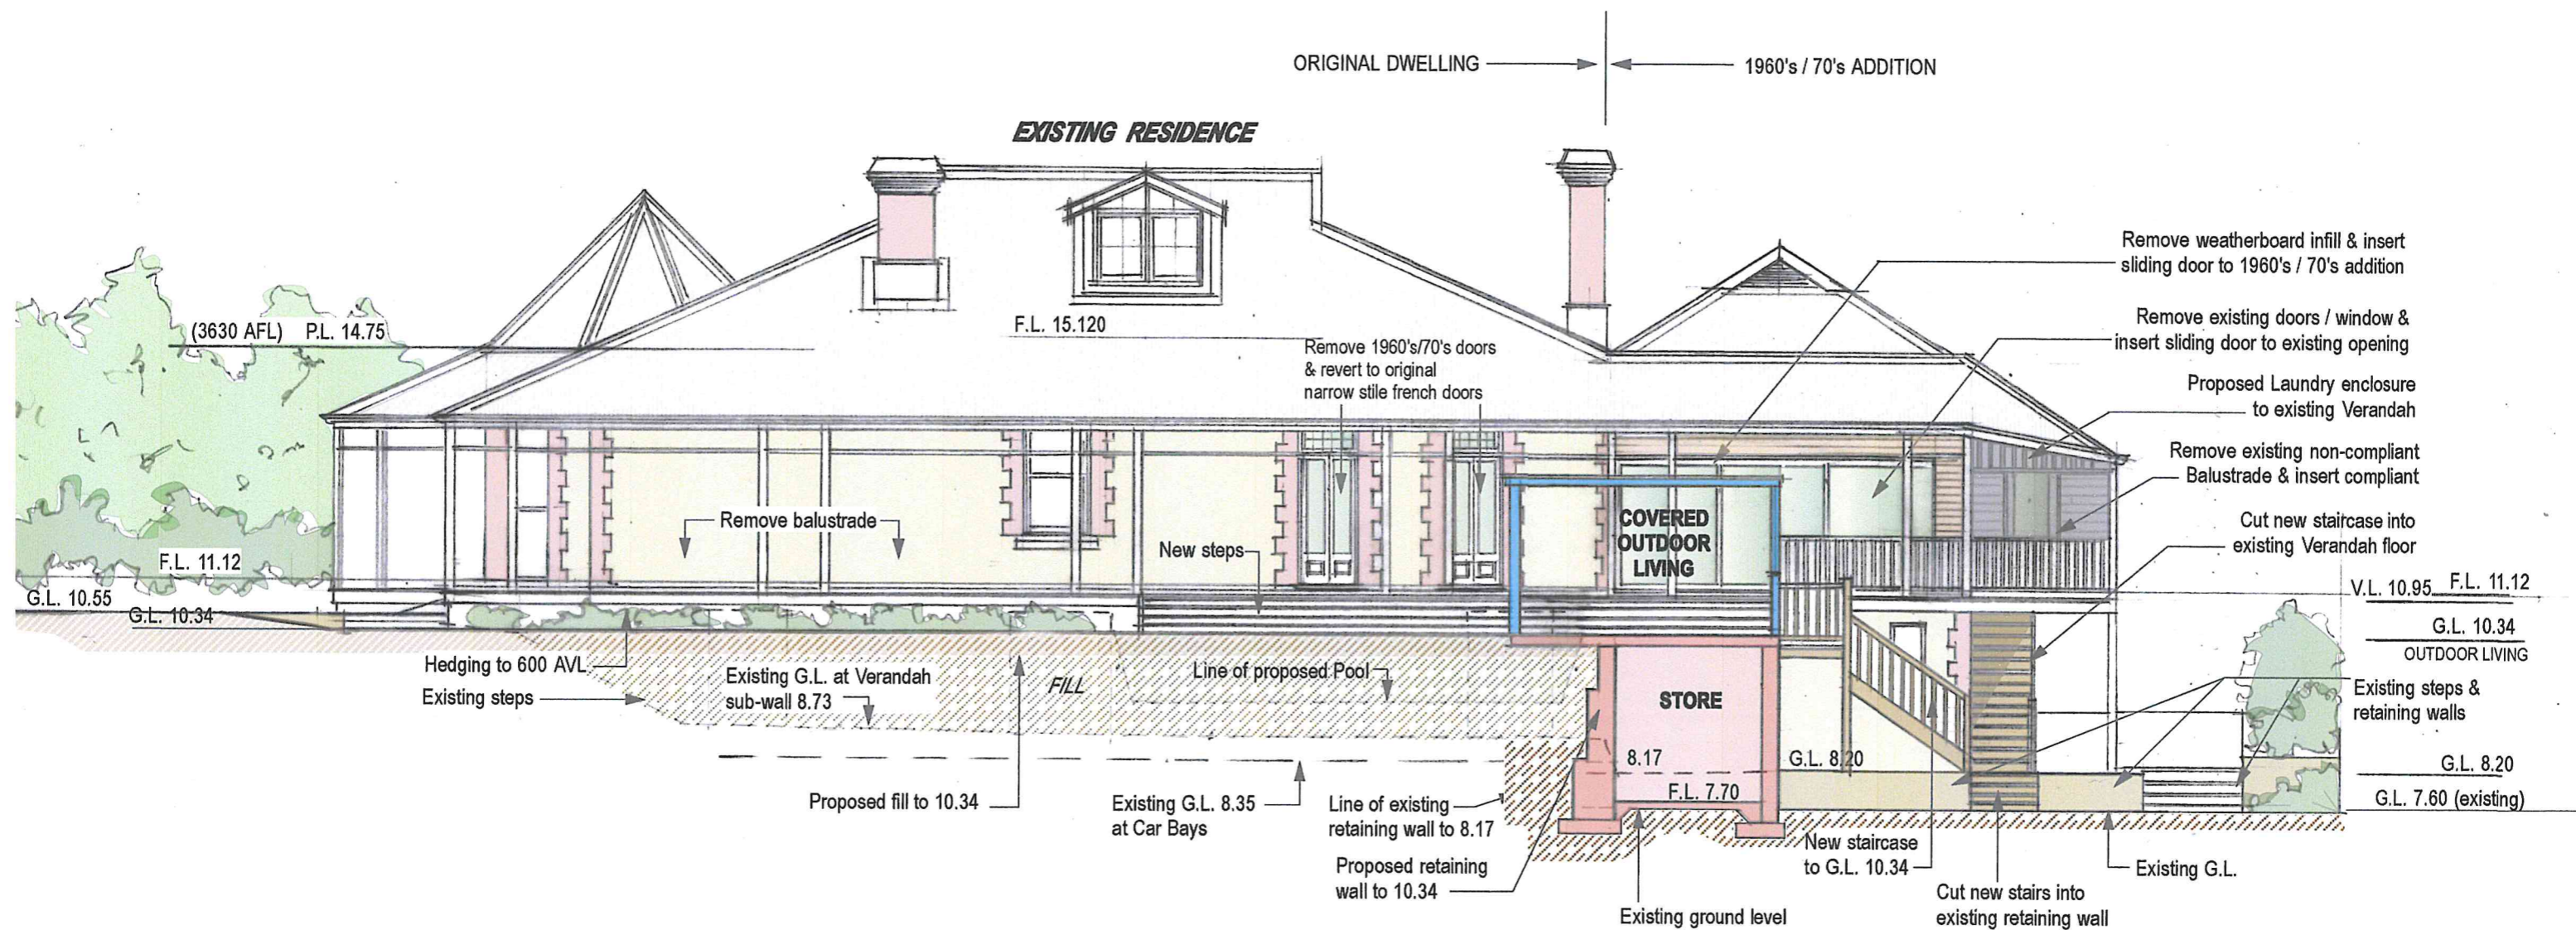 ORIGINAL DWELLING
1960's / 70's ADDITION
EXISTING RESIDENCE
Remove weatherboard infill & insert
sliding door to 1960's / 70's addition
Remove existing doors / window &
insert sliding door to existing opening
(3630 AFL) P.L. 14.75
F.L. 15.120
Remove 1960's/70's doors
& revert to original
narrow stile french doors
Proposed Laundry enclosure
to existing Verandah
Remove existing non-compliant
Balustrade & insert compliant
Cut new staircase into
existing Verandah floor
Remove balustrade
New steps
COVERED
OUTDOOR
LIVING
F.L. 11.12
G.L. 10.55
G.L. 10.34
V.L. 10.95
F.L. 11.12
G.L. 10.34
OUTDOOR LIVING
Hedging to 600 AVL
Existing steps
Existing G.L. at Verandah
sub-wall 8.73
FILL
Line of proposed Pool
STORE
Existing steps &
retaining walls
8.17
G.L. 8.20
G.L. 8.20
F.L. 7.70
G.L. 7.60 (existing)
Proposed fill to 10.34
Existing G.L. 8.35
at Car Bays
Line of existing
retaining wall to 8.17
Proposed retaining
wall to 10.34
New staircase
to G.L. 10.34
Existing G.L.
Existing ground level
Cut new stairs into
existing retaining wall